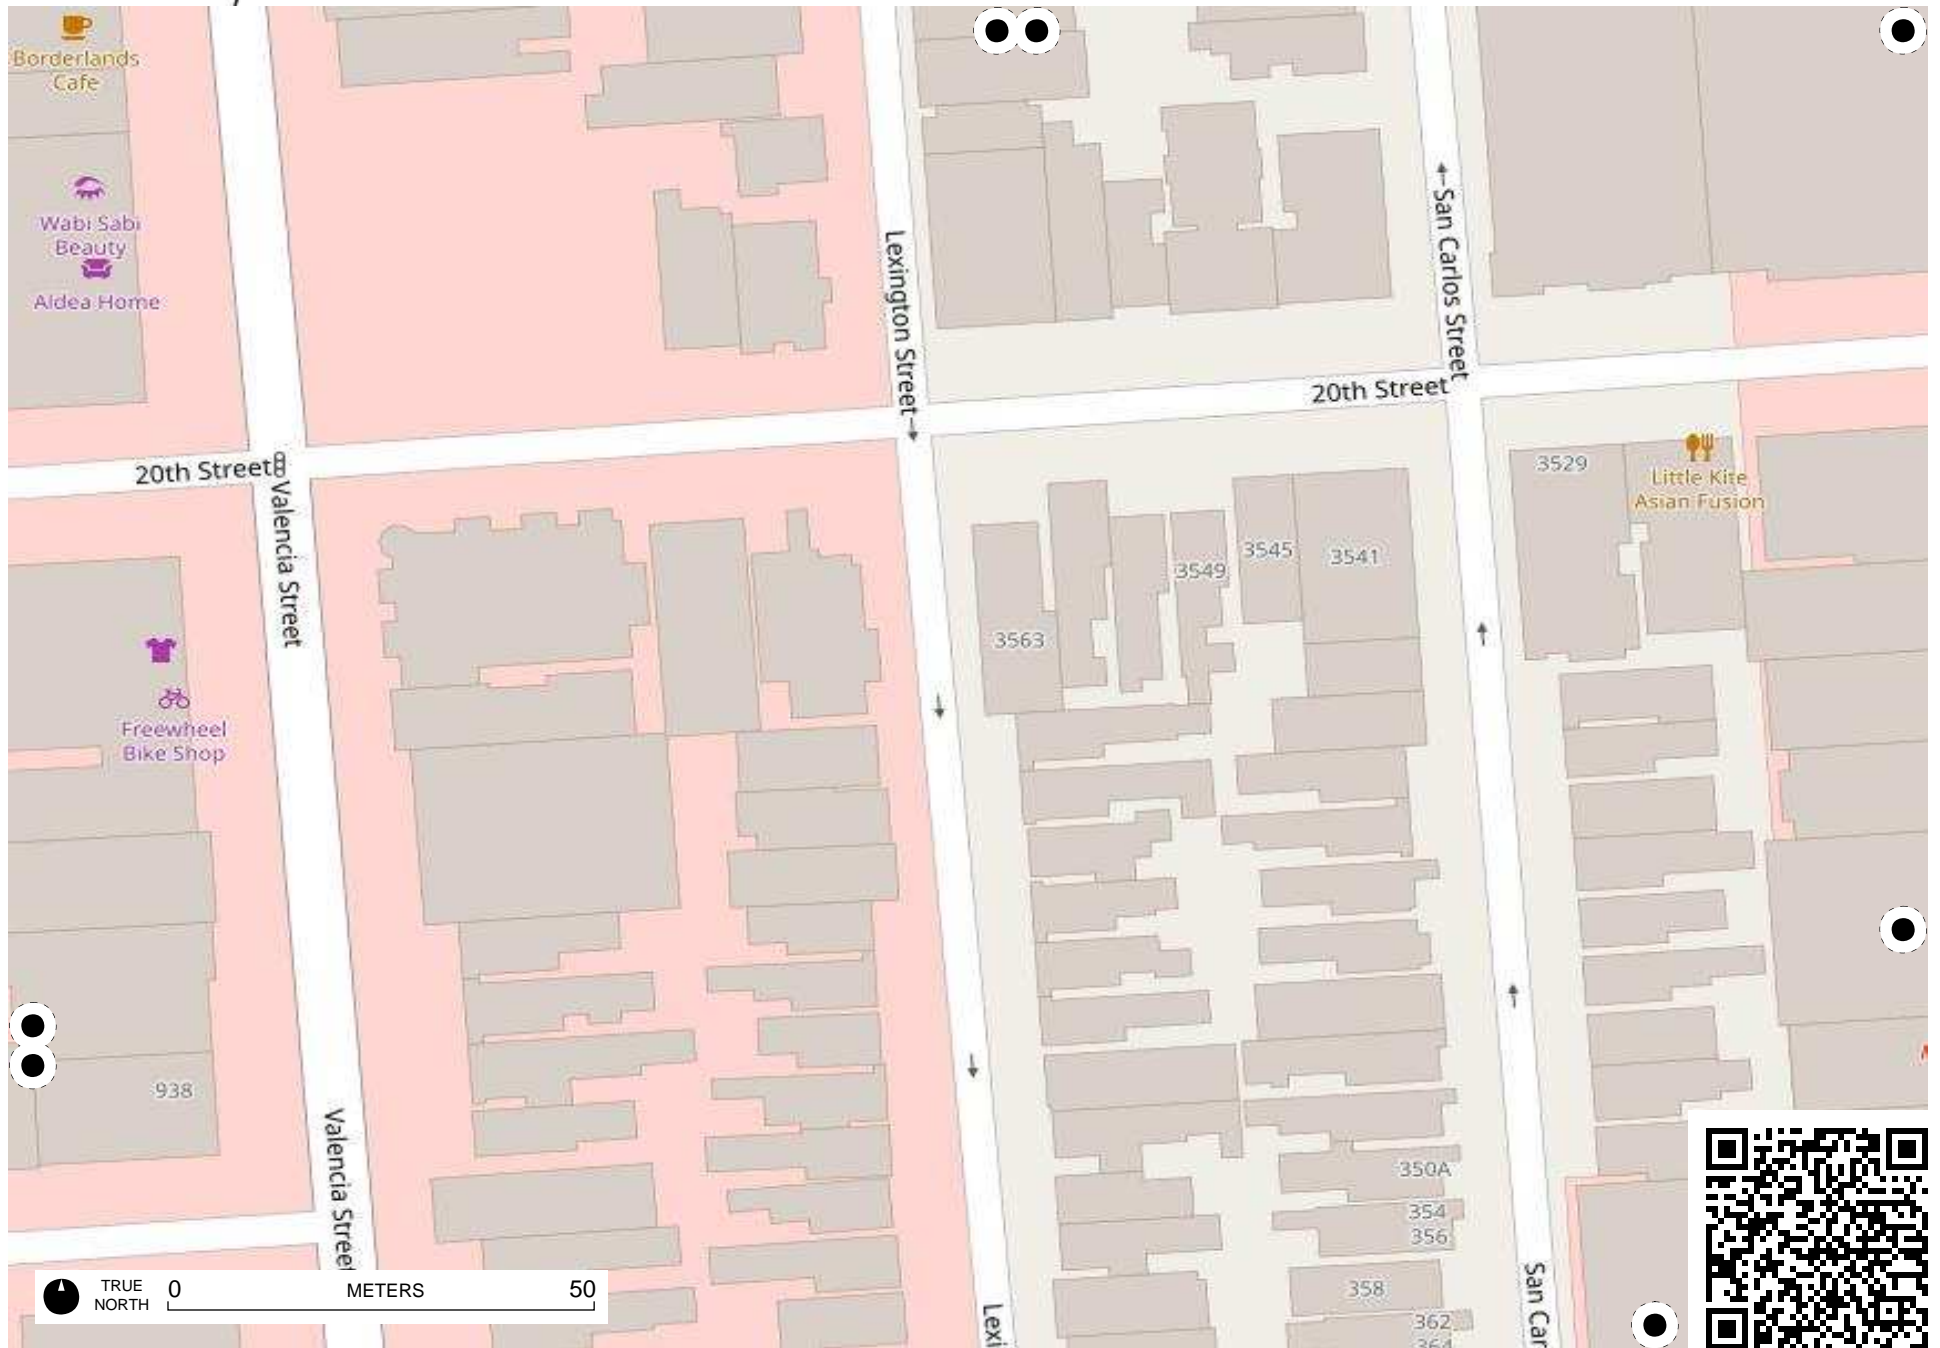 Borderlands
Cafe
Wabi Sabi
Beauty
Aldea Home
Lexington Street
San Carlos Street
20th Street
20th Street
Valencia Street
3529
Little Kite
Asian Fusion
3545
3541
3549
3563
Freewheel
Bike Shop
938
Valencia Street
350A
354
356
358
362
364
San Car
Lexi
TRUE
NORTH
0
METERS
50